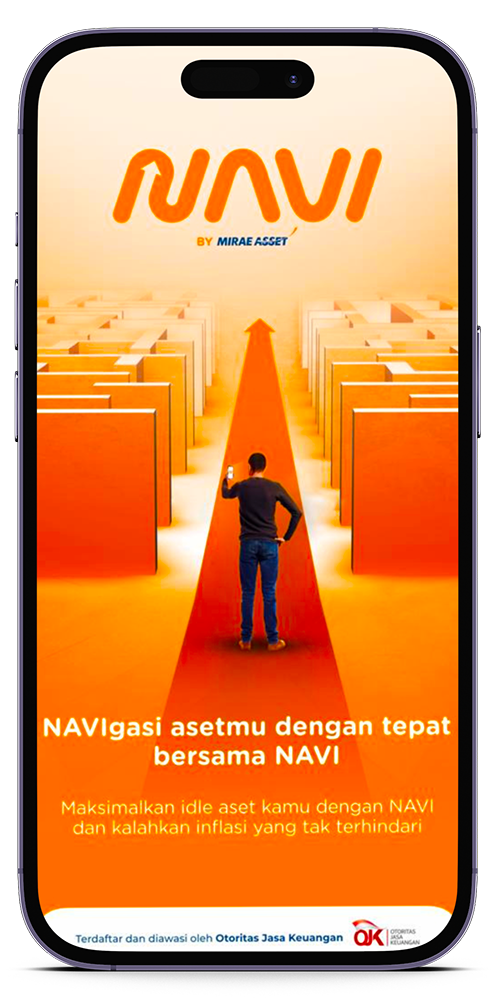 NAVI
BY MIRAE ASSET
NAVIgasi asetmu dengan tepat
bersama NAVI
Maksimalkan idle aset kamu dengan NAVI
dan kalahkan inflasi yang tak terhindari
Terdaftar dan diawasi oleh Otoritas Jasa Keuangan
OJK
OTORITAS
JASA
KEUANGAN